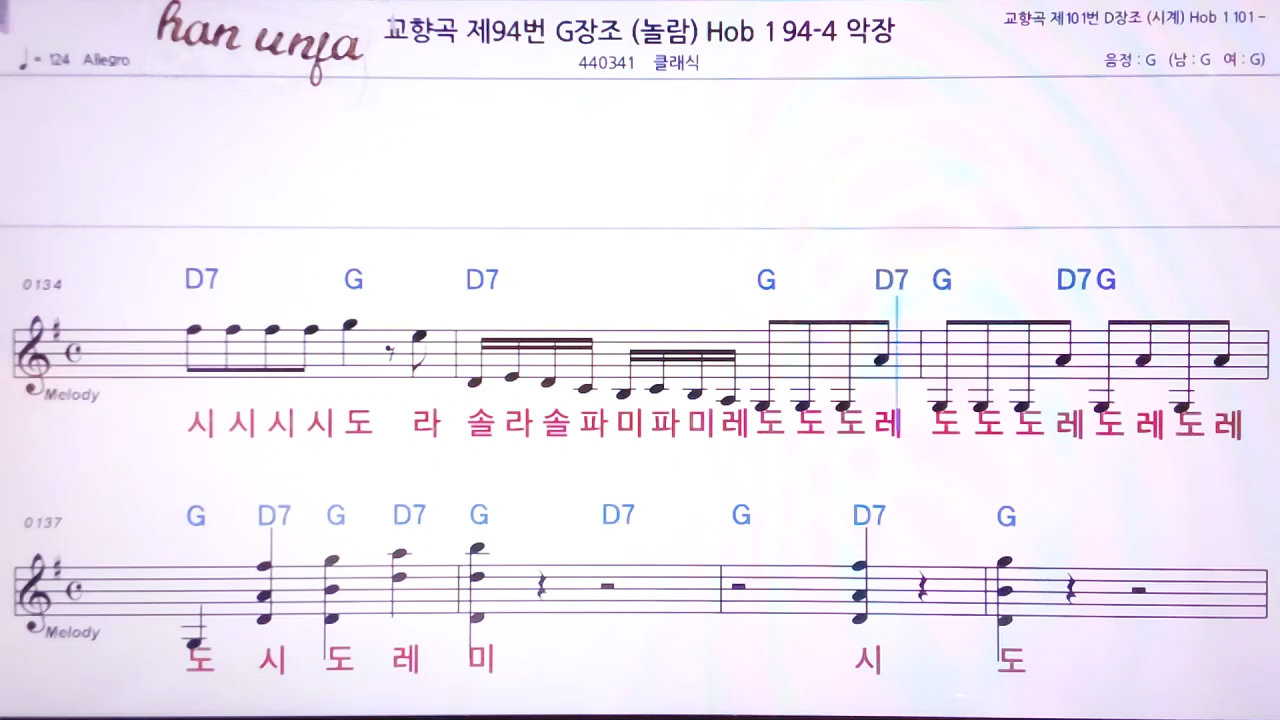 han unfa
교향곡 제94번 G장조 (놀람) Hob 1 94-4 악장
교향곡 제101번 D장조 (시계) Hob 1 101-
♩= 124 Allegro
440341 클래식
음정 : G (남 : G 여 : G)
0134 D7 G D7 G D7 G D7 G
Melody
시 시 시 시 도 라 솔 라 솔 파 미 파 미 레 도 도 도 레 도 도 도 레 도 레 도 레
0137 G D7 G D7 G D7 G D7 G
Melody
도 시 도 레 미 시 도